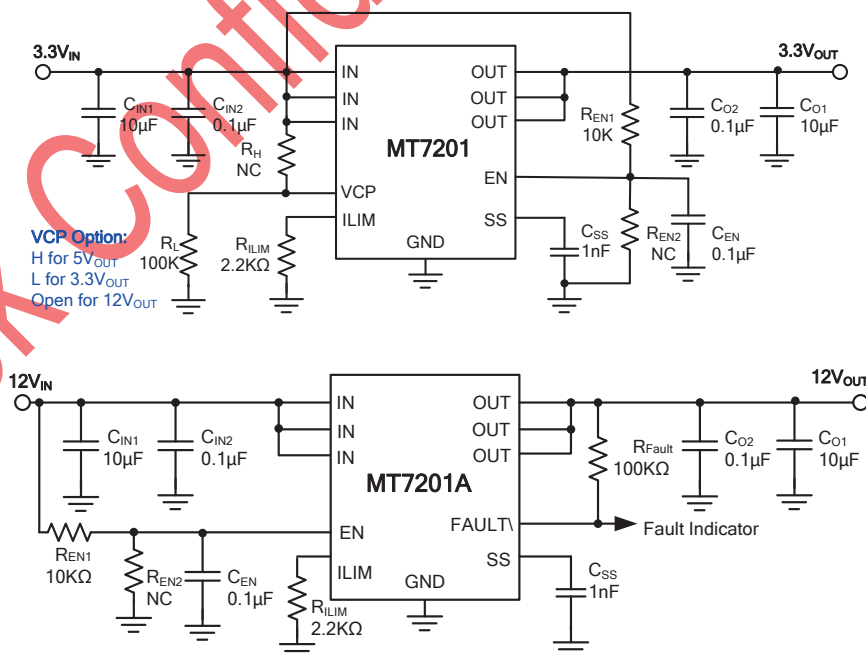 3.3VIN
3.3VOUT
CIN1
10µF
CIN2
0.1µF
RH
NC
IN
IN
IN
VCP
ILIM
MT7201
GND
OUT
OUT
OUT
EN
SS
REN1
10K
CO2
0.1µF
CO1
10µF
VCP Option:
H for 5VOUT
L for 3.3VOUT
Open for 12VOUT
RL
100K
RILIM
2.2KΩ
CSS
1nF
REN2
NC
CEN
0.1µF
12VIN
12VOUT
CIN1
10µF
CIN2
0.1µF
IN
IN
IN
EN
ILIM
MT7201A
GND
OUT
OUT
OUT
FAULT\
SS
RFault
100KΩ
CO2
0.1µF
CO1
10µF
Fault Indicator
REN1
10KΩ
REN2
NC
CEN
0.1µF
RILIM
2.2KΩ
CSS
1nF